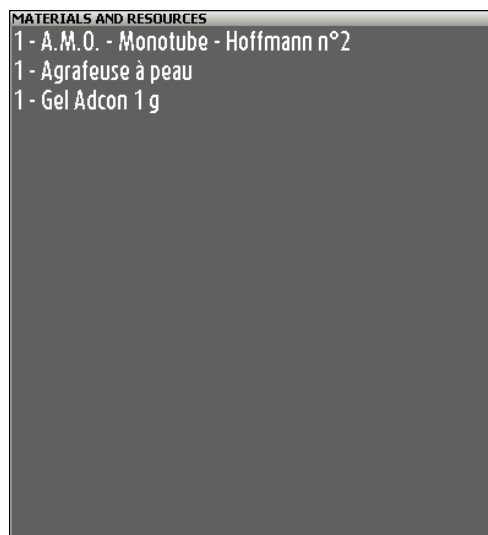 MATERIALS AND RESOURCES
1 - A.M.O. - Monotube - Hoffmann n°2
1 - Agrafeuse à peau
1 - Gel Adcon 1 g